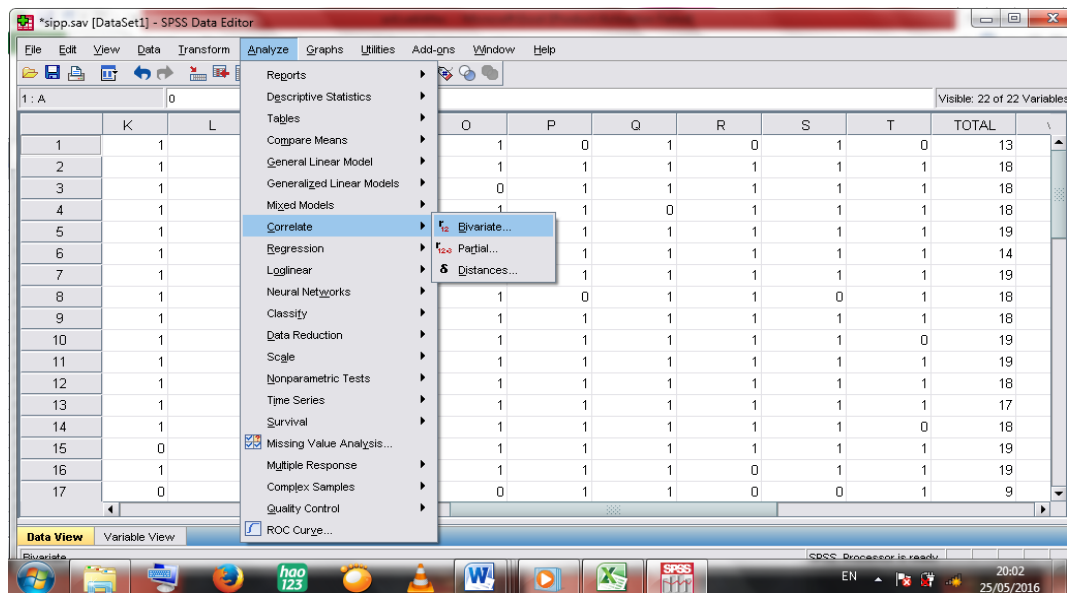 *sipp.sav [DataSet1] - SPSS Data Editor
File Edit View Data Transform Analyze Graphs Utilities Add-ons Window Help
1 : A 0 Visible: 22 of 22 Variables
K L O P Q R S T TOTAL
Reports
Descriptive Statistics
Tables
Compare Means
General Linear Model
Generalized Linear Models
Mixed Models
Correlate
Regression
Loglinear
Neural Networks
Classify
Data Reduction
Scale
Nonparametric Tests
Time Series
Survival
Missing Value Analysis...
Multiple Response
Complex Samples
Quality Control
ROC Curve...
r12 Bivariate...
r12•3 Partial...
δ Distances...
1 1 1 0 1 0 1 0 13
2 1 1 1 1 1 1 1 18
3 1 0 1 1 1 1 1 18
4 1 1 1 0 1 1 1 18
5 1 1 1 1 1 19
6 1 1 1 1 1 14
7 1 1 1 1 1 19
8 1 1 0 1 1 0 1 18
9 1 1 1 1 1 1 1 18
10 1 1 1 1 1 1 0 19
11 1 1 1 1 1 1 1 19
12 1 1 1 1 1 1 1 18
13 1 1 1 1 1 1 1 17
14 1 1 1 1 1 1 0 18
15 0 1 1 1 1 1 1 19
16 1 1 1 1 0 1 1 19
17 0 0 1 1 0 0 1 9
Data View Variable View
Bivariate SPSS Processor is ready
hao
123
W
SPSS
EN
20:02
25/05/2016